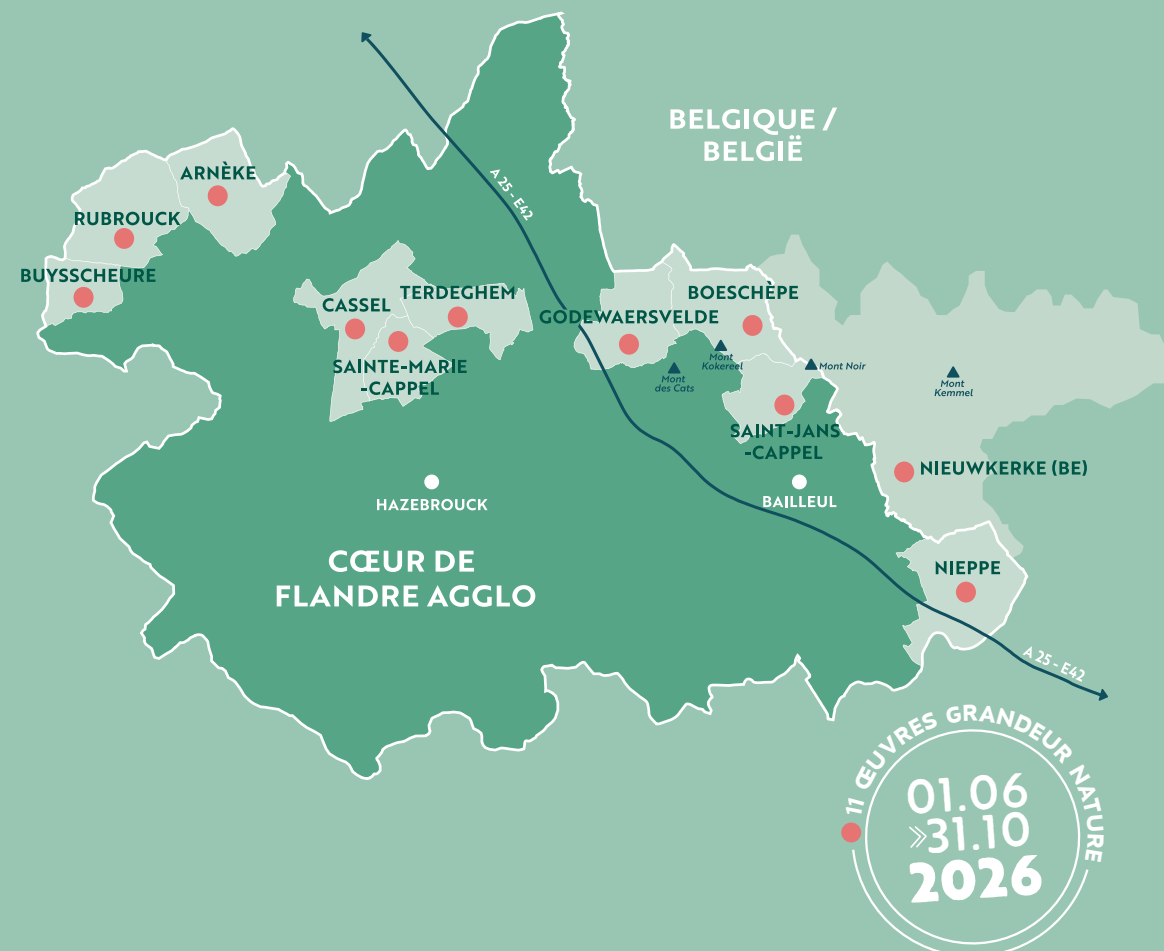 BELGIQUE /
BELGIË
A 25 - E42
ARNÈKE
RUBROUCK
BUYSSCHEURE
CASSEL
TERDEGHEM
SAINTE-MARIE
-CAPPEL
GODEWAERSVELDE
BOESCHÈPE
Mont
des Cats
Mont
Kokereel
Mont Noir
Mont
Kemmel
SAINT-JANS
-CAPPEL
NIEUWKERKE (BE)
HAZEBROUCK
BAILLEUL
CŒUR DE
FLANDRE AGGLO
NIEPPE
A 25 - E42
11 ŒUVRES GRANDEUR NATURE
01.06
»31.10
2026